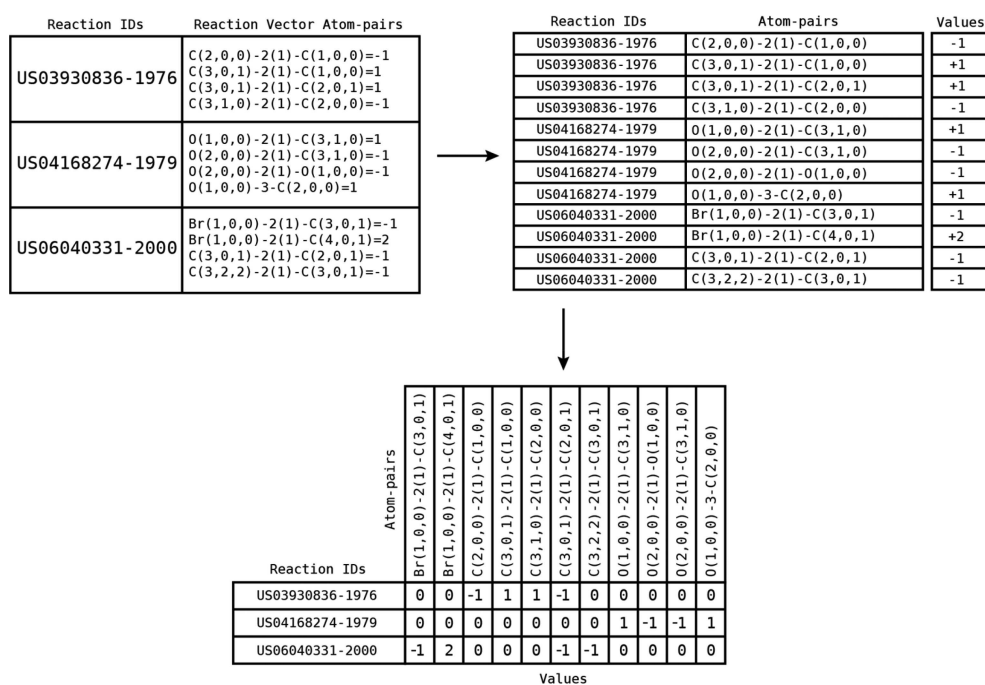 Reaction IDs Reaction Vector Atom-pairs
US03930836-1976
C(2,0,0)-2(1)-C(1,0,0)=-1
C(3,0,1)-2(1)-C(1,0,0)=1
C(3,0,1)-2(1)-C(2,0,1)=1
C(3,1,0)-2(1)-C(2,0,0)=-1
US04168274-1979
O(1,0,0)-2(1)-C(3,1,0)=1
O(2,0,0)-2(1)-C(3,1,0)=-1
O(2,0,0)-2(1)-O(1,0,0)=-1
O(1,0,0)-3-C(2,0,0)=1
US06040331-2000
Br(1,0,0)-2(1)-C(3,0,1)=-1
Br(1,0,0)-2(1)-C(4,0,1)=2
C(3,0,1)-2(1)-C(2,0,1)=-1
C(3,2,2)-2(1)-C(3,0,1)=-1
Reaction IDs Atom-pairs Values
US03930836-1976 C(2,0,0)-2(1)-C(1,0,0) -1
US03930836-1976 C(3,0,1)-2(1)-C(1,0,0) +1
US03930836-1976 C(3,0,1)-2(1)-C(2,0,1) +1
US03930836-1976 C(3,1,0)-2(1)-C(2,0,0) -1
US04168274-1979 O(1,0,0)-2(1)-C(3,1,0) +1
US04168274-1979 O(2,0,0)-2(1)-C(3,1,0) -1
US04168274-1979 O(2,0,0)-2(1)-O(1,0,0) -1
US04168274-1979 O(1,0,0)-3-C(2,0,0) +1
US06040331-2000 Br(1,0,0)-2(1)-C(3,0,1) -1
US06040331-2000 Br(1,0,0)-2(1)-C(4,0,1) +2
US06040331-2000 C(3,0,1)-2(1)-C(2,0,1) -1
US06040331-2000 C(3,2,2)-2(1)-C(3,0,1) -1
Atom-pairs
Br(1,0,0)-2(1)-C(3,0,1)
Br(1,0,0)-2(1)-C(4,0,1)
C(2,0,0)-2(1)-C(1,0,0)
C(3,0,1)-2(1)-C(1,0,0)
C(3,1,0)-2(1)-C(2,0,0)
C(3,0,1)-2(1)-C(2,0,1)
C(3,2,2)-2(1)-C(3,0,1)
O(1,0,0)-2(1)-C(3,1,0)
O(2,0,0)-2(1)-O(1,0,0)
O(2,0,0)-2(1)-C(3,1,0)
O(1,0,0)-3-C(2,0,0)
Reaction IDs
US03930836-1976 0 0 -1 1 1 -1 0 0 0 0 0
US04168274-1979 0 0 0 0 0 0 0 1 -1 -1 1
US06040331-2000 -1 2 0 0 0 -1 -1 0 0 0 0
Values